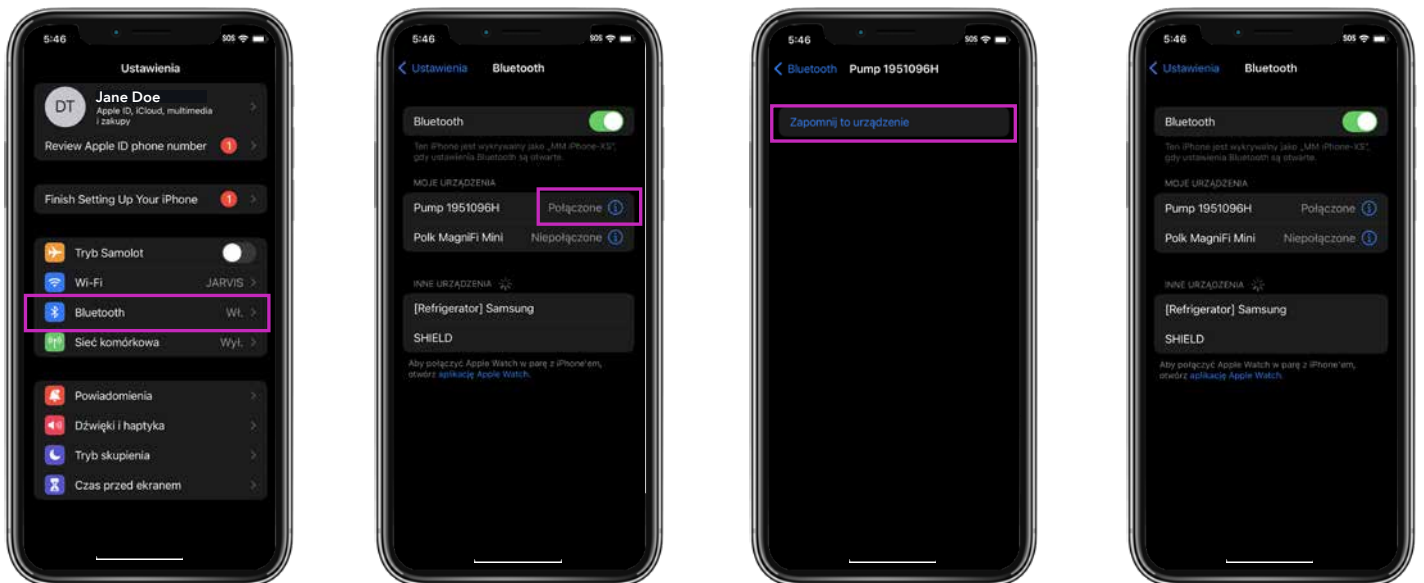 5:46
SOS
Ustawienia
DT
Jane Doe
Apple ID, iCloud, multimedia
i zakupy
Review Apple ID phone number 1
Finish Setting Up Your iPhone 1
Tryb Samolot
Wi-Fi JARVIS
Bluetooth Wł.
Sieć komórkowa Wył.
Powiadomienia
Dźwięki i haptyka
Tryb skupienia
Czas przed ekranem
5:46
SOS
Ustawienia Bluetooth
Bluetooth
Ten iPhone jest wykrywalny jako „MM iPhone-XS”,
gdy ustawienia Bluetooth są otwarte.
MOJE URZĄDZENIA
Pump 1951096H Połączone
Polk MagniFi Mini Niepołączone
INNE URZĄDZENIA
[Refrigerator] Samsung
SHIELD
Aby połączyć Apple Watch w parę z iPhone'em,
otwórz aplikację Apple Watch.
5:46
SOS
Bluetooth Pump 1951096H
Zapomnij to urządzenie
5:46
SOS
Ustawienia Bluetooth
Bluetooth
Ten iPhone jest wykrywalny jako „MM iPhone-XS”,
gdy ustawienia Bluetooth są otwarte.
MOJE URZĄDZENIA
Pump 1951096H Połączone
Polk MagniFi Mini Niepołączone
INNE URZĄDZENIA
[Refrigerator] Samsung
SHIELD
Aby połączyć Apple Watch w parę z iPhone'em,
otwórz aplikację Apple Watch.